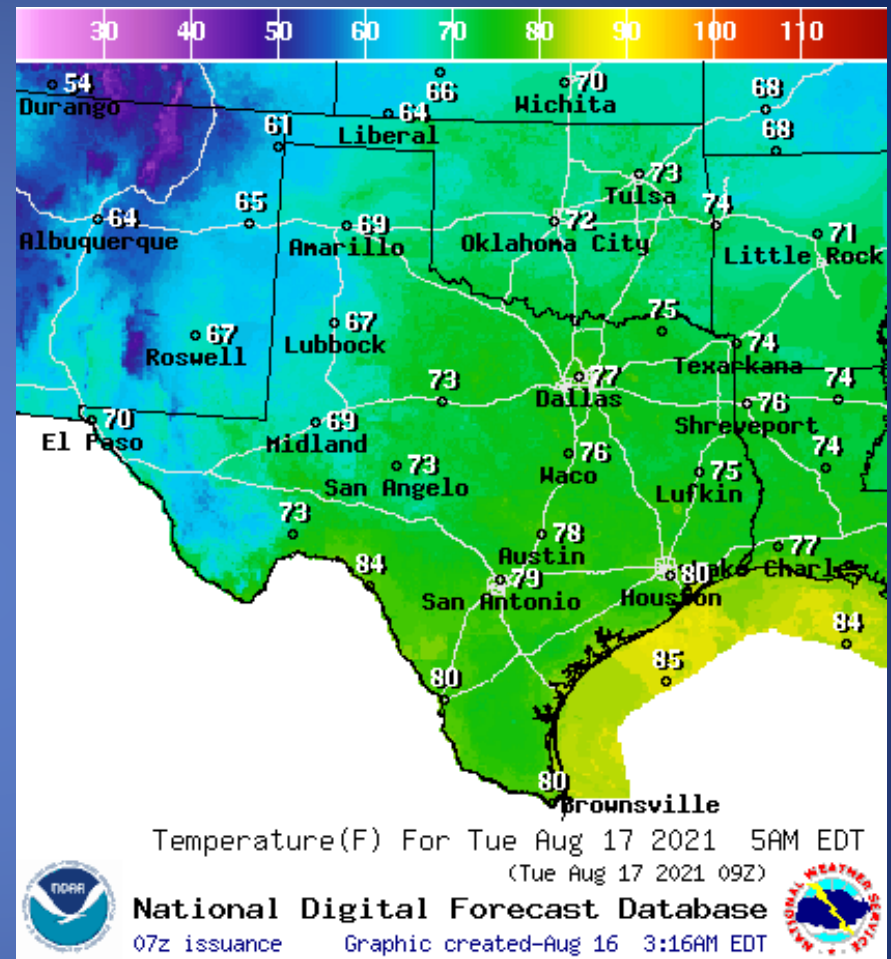 30 40 50 60 70 80 90 100 110
54
Durango
66
70
Wichita
64
Liberal
68
68
61
73
Tulsa
64
Albuquerque
65
69
Amarillo
72
Oklahoma City
74
71
Little Rock
67
Roswell
67
Lubbock
75
74
Texarkana
73
77
Dallas
74
76
Shreveport
70
El Paso
69
Midland
73
San Angelo
76
Waco
75
Lufkin
74
73
78
Austin
77
Lake Charles
84
79
San Antonio
80
Houston
84
85
80
80
Brownsville
Temperature(F) For Tue Aug 17 2021 5AM EDT
(Tue Aug 17 2021 09Z)
National Digital Forecast Database
07z issuance Graphic created-Aug 16 3:16AM EDT
NOAA
NATIONAL WEATHER SERVICE